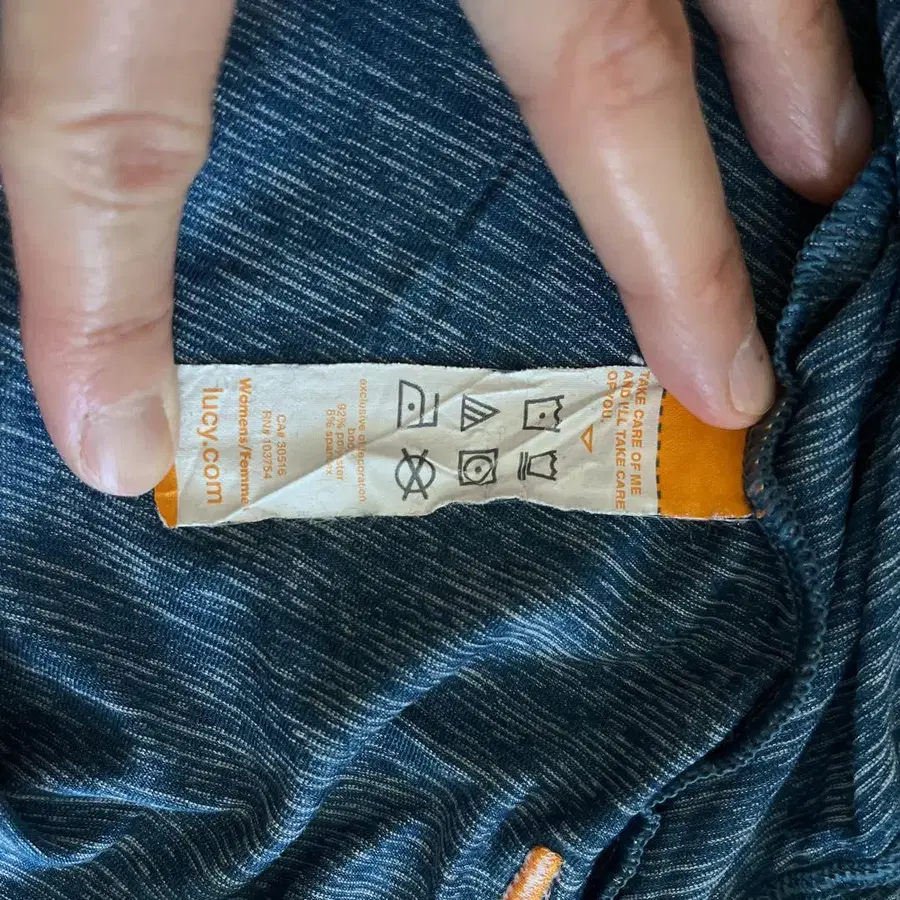 TAKE CARE OF ME
AND I'LL TAKE CARE
OF YOU.
exclusive of decoration
body
92% polyester
8% spandex
CA# 30516
RN# 103754
Womens/Femme
lucy.com